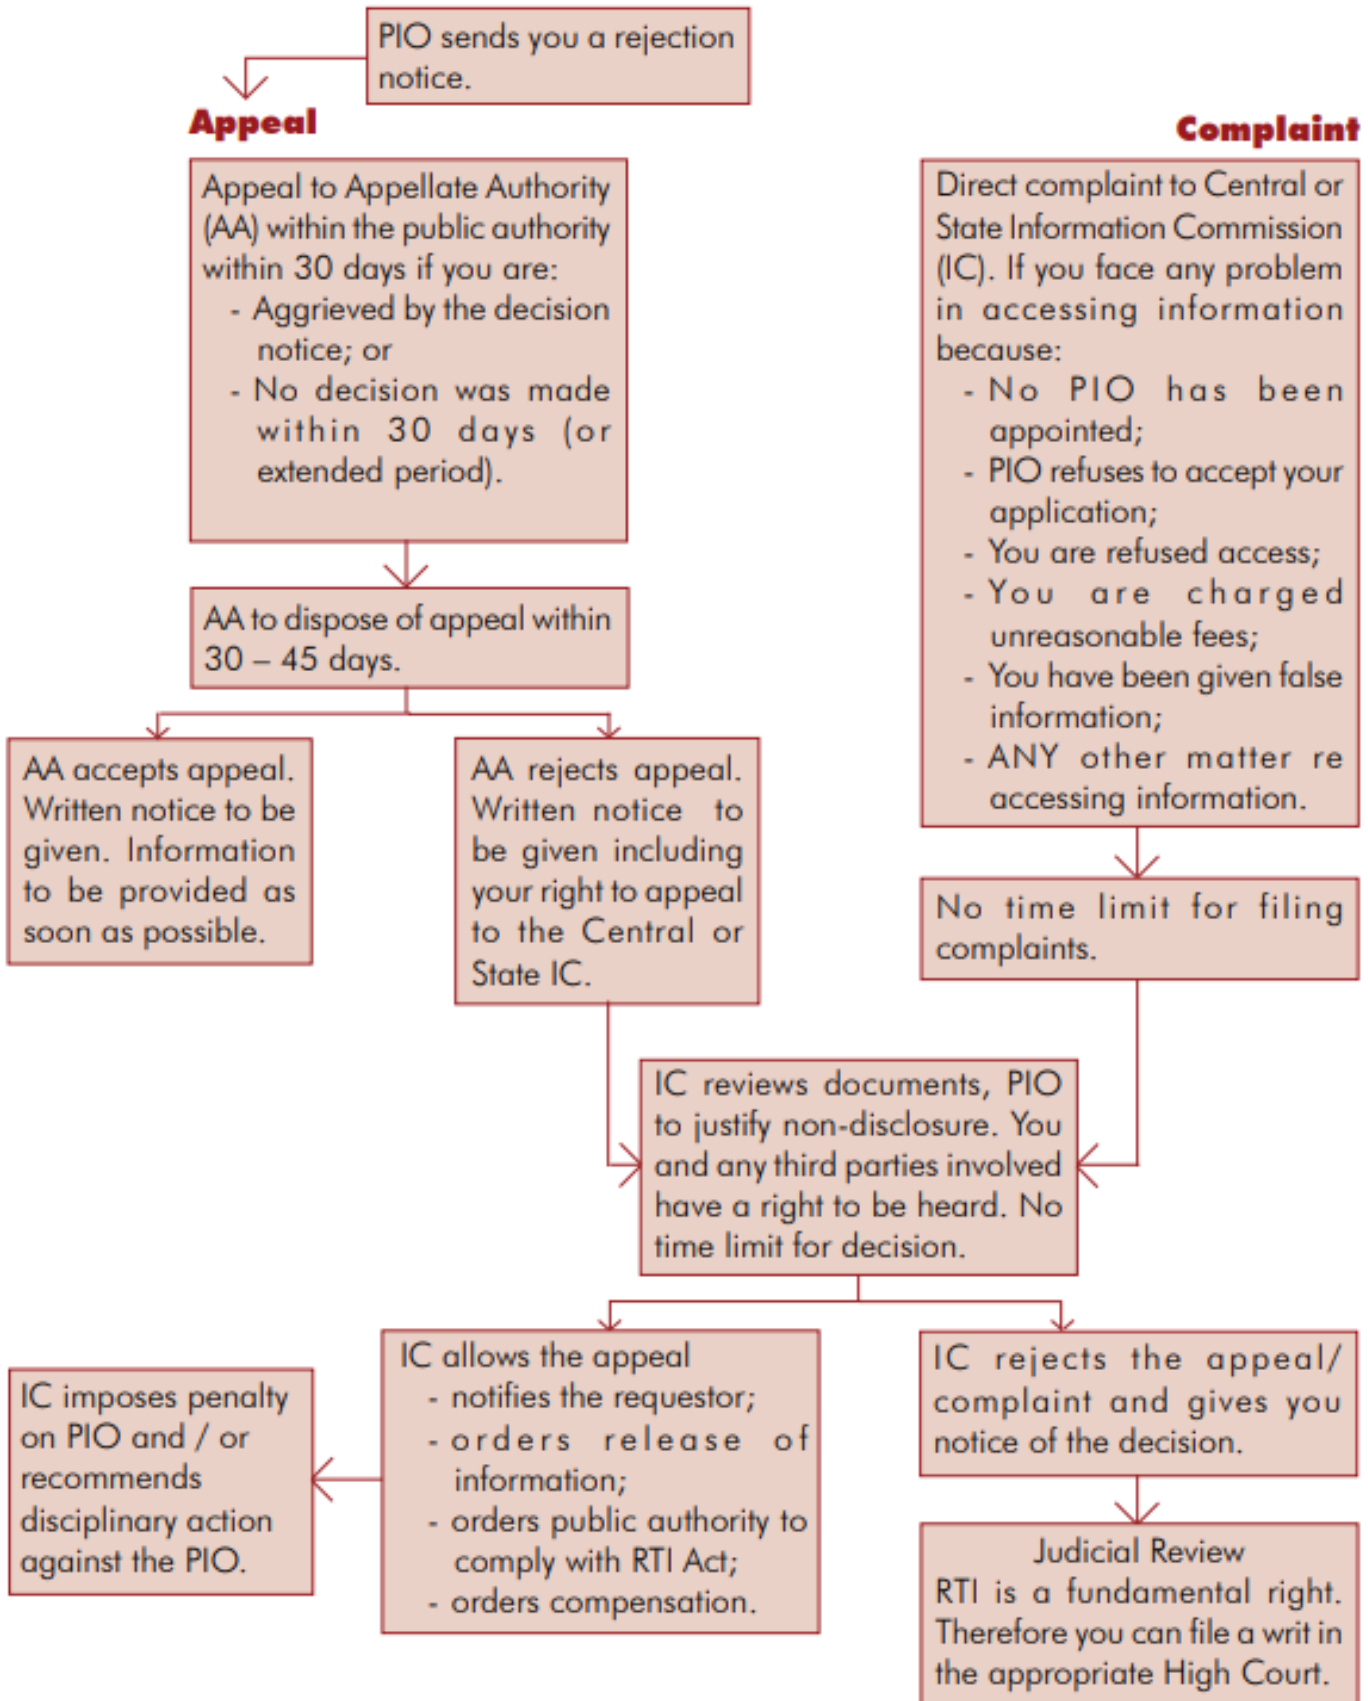 PIO sends you a rejection
notice.
Appeal
Appeal to Appellate Authority
(AA) within the public authority
within 30 days if you are:
- Aggrieved by the decision
notice; or
- No decision was made
within 30 days (or
extended period).
AA to dispose of appeal within
30 – 45 days.
AA accepts appeal.
Written notice to be
given. Information
to be provided as
soon as possible.
AA rejects appeal.
Written notice to
be given including
your right to appeal
to the Central or
State IC.
Complaint
Direct complaint to Central or
State Information Commission
(IC). If you face any problem
in accessing information
because:
- No PIO has been
appointed;
- PIO refuses to accept your
application;
- You are refused access;
- You are charged
unreasonable fees;
- You have been given false
information;
- ANY other matter re
accessing information.
No time limit for filing
complaints.
IC reviews documents, PIO
to justify non-disclosure. You
and any third parties involved
have a right to be heard. No
time limit for decision.
IC allows the appeal
- notifies the requestor;
- orders release of
information;
- orders public authority to
comply with RTI Act;
- orders compensation.
IC imposes penalty
on PIO and / or
recommends
disciplinary action
against the PIO.
IC rejects the appeal/
complaint and gives you
notice of the decision.
Judicial Review
RTI is a fundamental right.
Therefore you can file a writ in
the appropriate High Court.